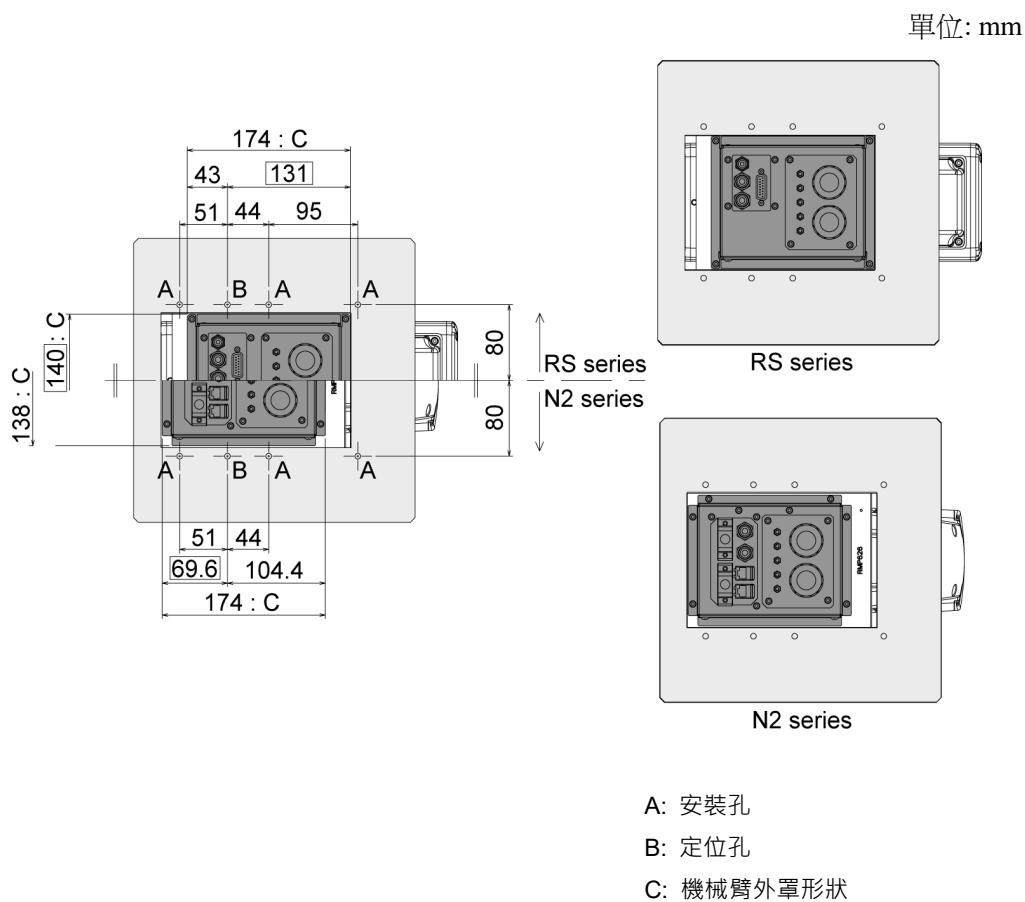 單位: mm
174 : C
43 131
51 44 95
A B A A
140 : C
138 : C
80
RS series
N2 series
80
A B A A
51 44
69.6 104.4
174 : C
RMP626
RS series
RMP626
N2 series
A: 安裝孔
B: 定位孔
C: 機械臂外罩形狀